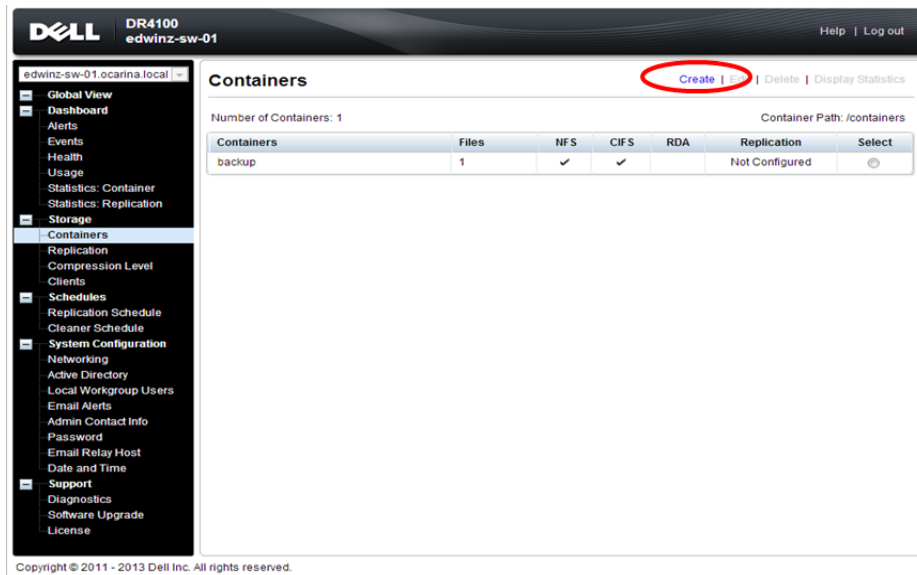 DELL
DR4100
edwinz-sw-01
Help | Log out
edwinz-sw-01.ocarina.local
Global View
Dashboard
Alerts
Events
Health
Usage
Statistics: Container
Statistics: Replication
Storage
Containers
Replication
Compression Level
Clients
Schedules
Replication Schedule
Cleaner Schedule
System Configuration
Networking
Active Directory
Local Workgroup Users
Email Alerts
Admin Contact Info
Password
Email Relay Host
Date and Time
Support
Diagnostics
Software Upgrade
License
Containers
Create | Edit | Delete | Display Statistics
Number of Containers: 1
Container Path: /containers
Containers Files NFS CIFS RDA Replication Select
backup 1 ✔ ✔ Not Configured
Copyright © 2011 - 2013 Dell Inc. All rights reserved.